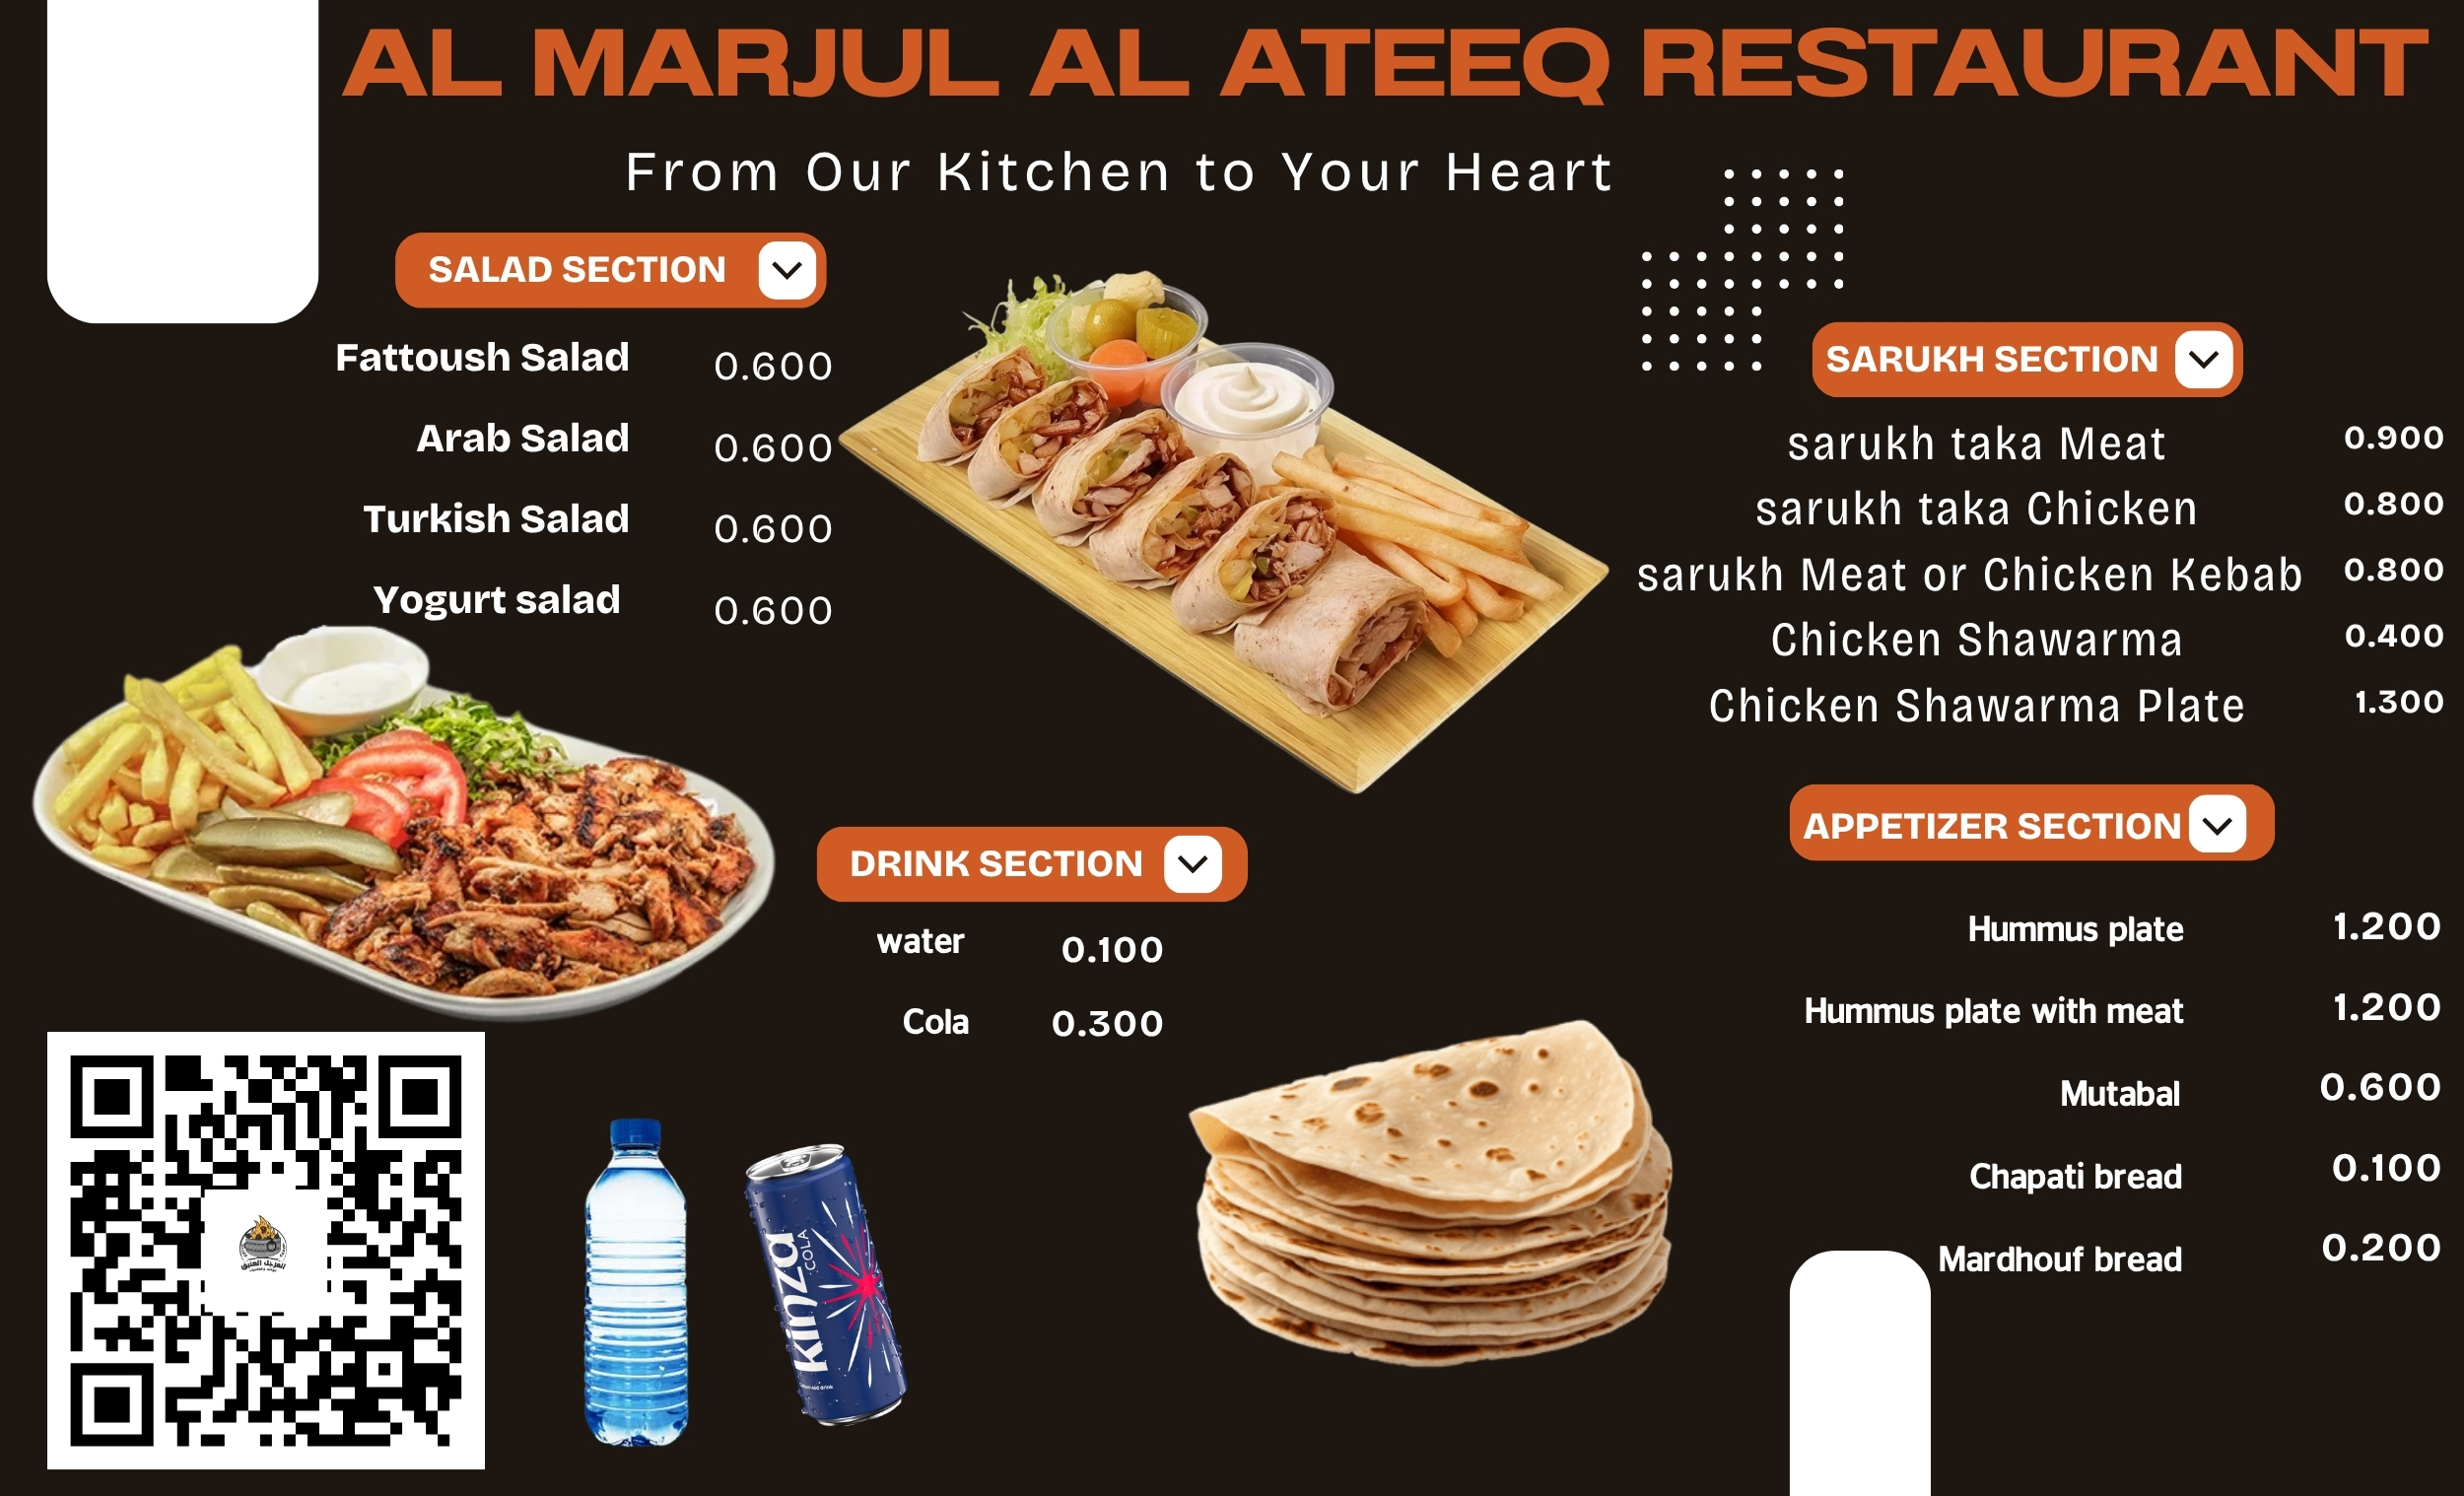 AL MARJUL AL ATEEQ RESTAURANT
From Our Kitchen to Your Heart
SALAD SECTION
Fattoush Salad 0.600
Arab Salad 0.600
Turkish Salad 0.600
Yogurt salad 0.600
SARUKH SECTION
sarukh taka Meat 0.900
sarukh taka Chicken 0.800
sarukh Meat or Chicken Kebab 0.800
Chicken Shawarma 0.400
Chicken Shawarma Plate 1.300
DRINK SECTION
water 0.100
Cola 0.300
APPETIZER SECTION
Hummus plate 1.200
Hummus plate with meat 1.200
Mutabal 0.600
Chapati bread 0.100
Mardhouf bread 0.200
المرجل العتيق
kinza
COLA